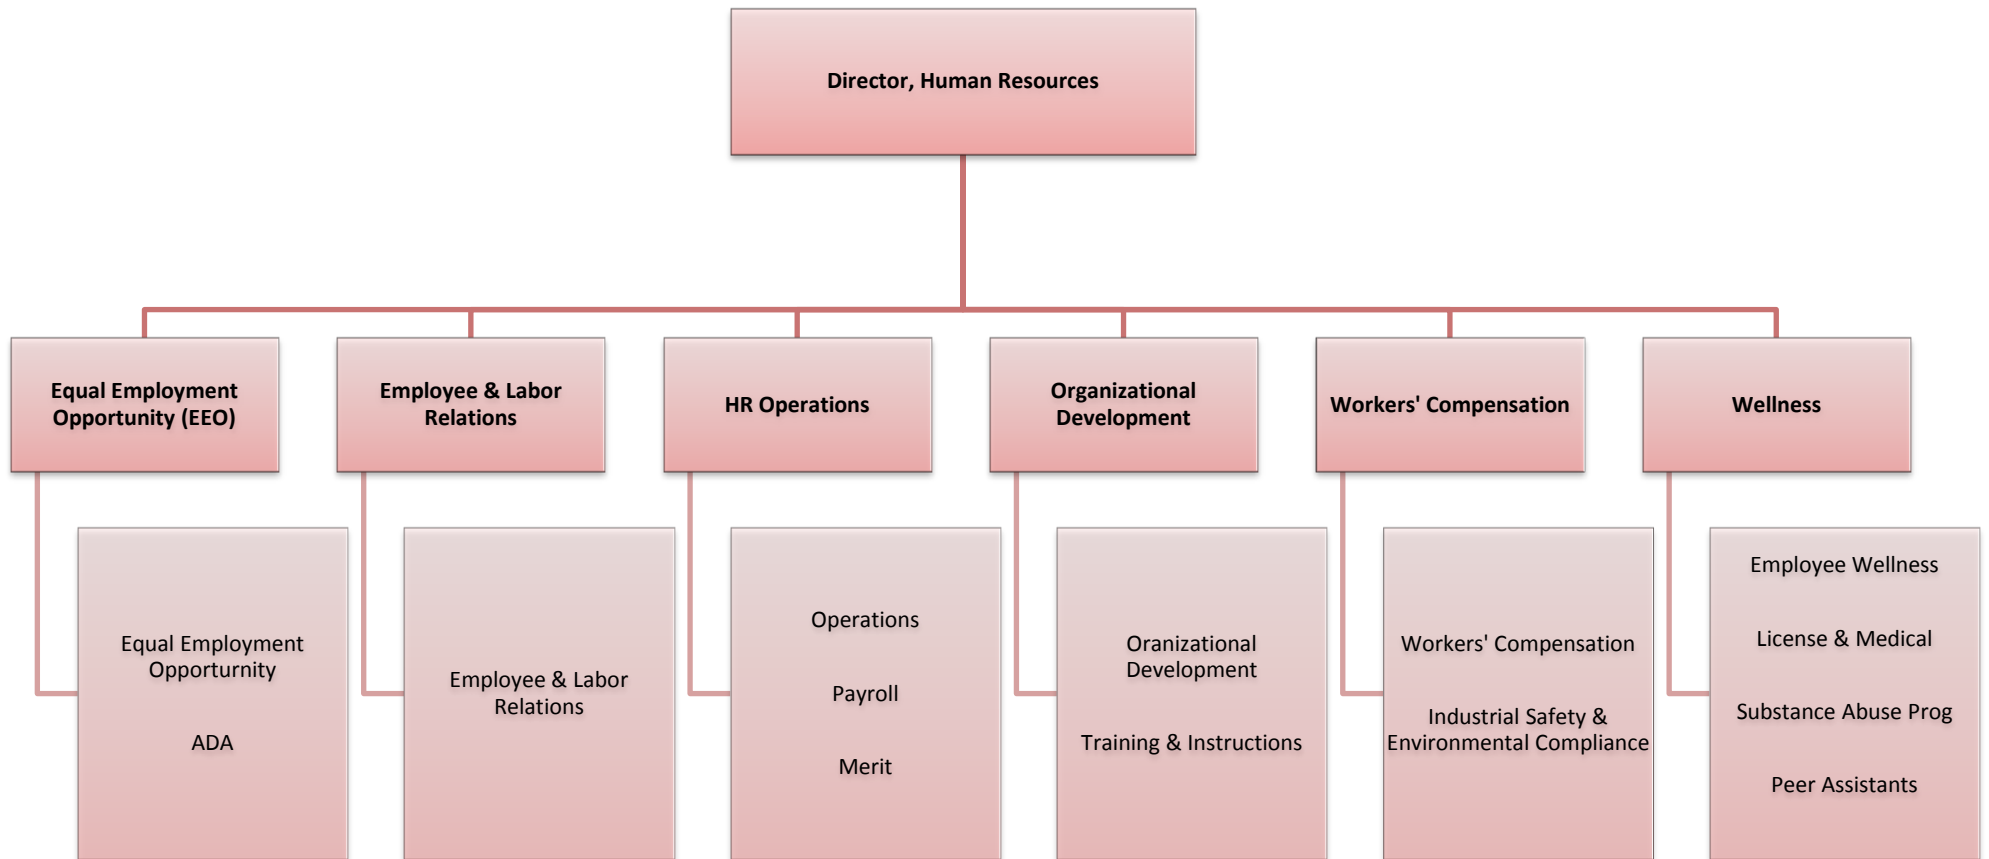 Director, Human Resources
Equal Employment
Opportunity (EEO)
Employee & Labor
Relations
HR Operations
Organizational
Development
Workers' Compensation
Wellness
Equal Employment
Opporturnity
ADA
Employee & Labor
Relations
Operations
Payroll
Merit
Oranizational
Development
Training & Instructions
Workers' Compensation
Industrial Safety &
Environmental Compliance
Employee Wellness
License & Medical
Substance Abuse Prog
Peer Assistants